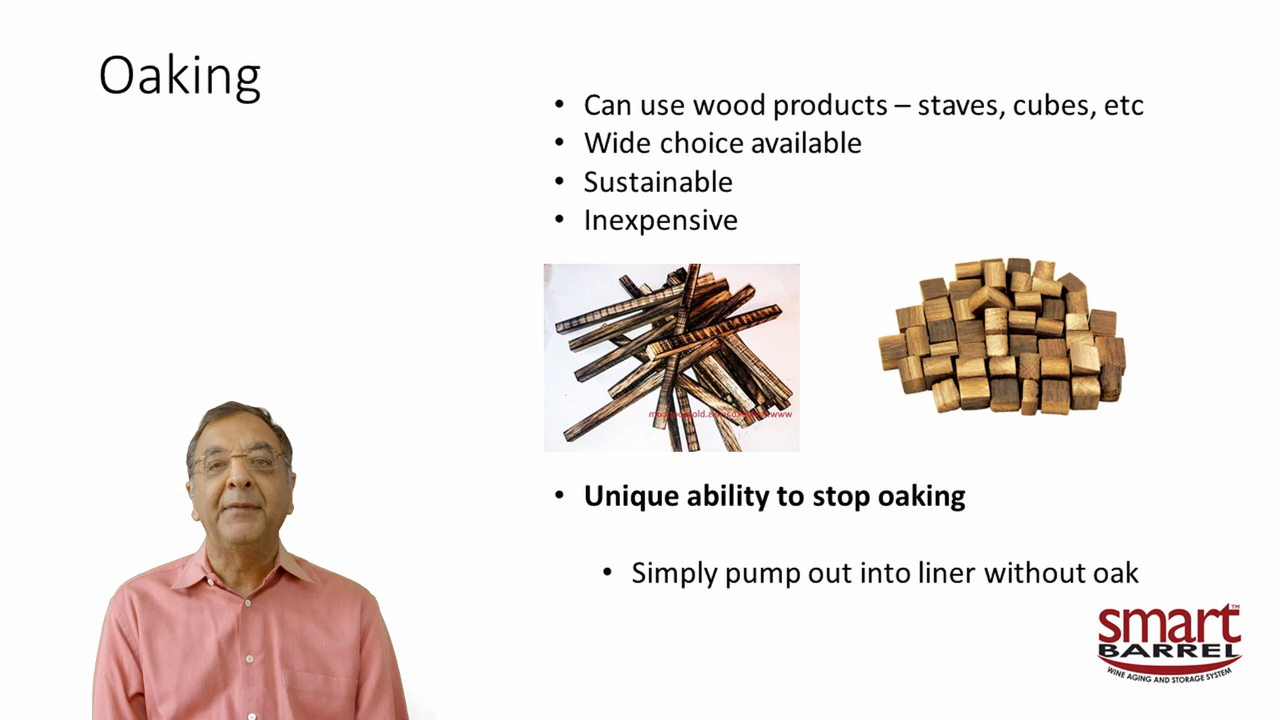 Oaking
• Can use wood products – staves, cubes, etc
• Wide choice available
• Sustainable
• Inexpensive
• Unique ability to stop oaking
• Simply pump out into liner without oak
smart™
BARREL
WINE AGING AND STORAGE SYSTEM